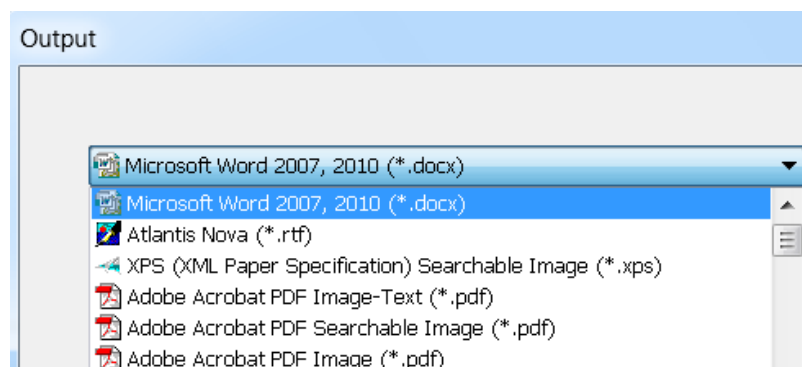 Output
Microsoft Word 2007, 2010 (*.docx)
Microsoft Word 2007, 2010 (*.docx)
Atlantis Nova (*.rtf)
XPS (XML Paper Specification) Searchable Image (*.xps)
Adobe Acrobat PDF Image-Text (*.pdf)
Adobe Acrobat PDF Searchable Image (*.pdf)
Adobe Acrobat PDF Image (*.pdf)